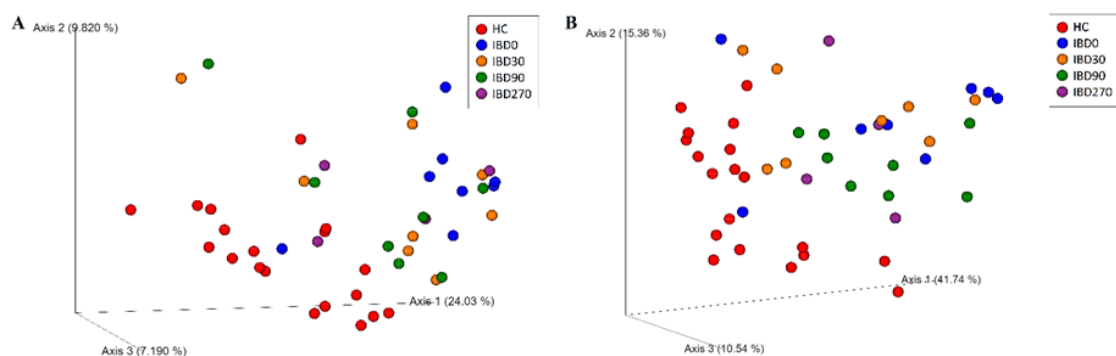 A
Axis 2 (9.820 %)
HC
IBD0
IBD30
IBD90
IBD270
Axis 1 (24.03 %)
Axis 3 (7.190 %)
B
Axis 2 (15.36 %)
HC
IBD0
IBD30
IBD90
IBD270
Axis 1 (41.74 %)
Axis 3 (10.54 %)